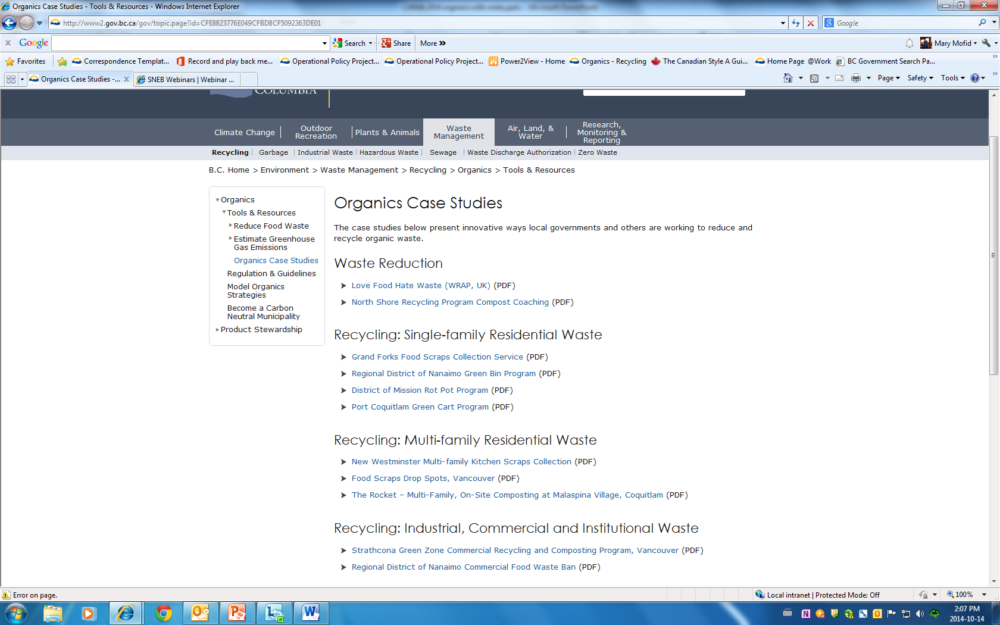 Organics Case Studies - Tools & Resources - Windows Internet Explorer
http://www2.gov.bc.ca/gov/topic.page?id=CFE8823776E049CFBD8CF5092363DE01
Google
Google Search Share More »
Mary Mofid
Favorites Correspondence Templat... Record and play back me... Operational Policy Project... Operational Policy Project... Power2View - Home Organics - Recycling The Canadian Style A Gui... Home Page @Work BC Government Search Pa...
Organics Case Studies -... SNEB Webinars | Webinar ...
Page Safety Tools
COLUMBIA
Climate Change
Outdoor Recreation
Plants & Animals
Waste Management
Air, Land, & Water
Research, Monitoring & Reporting
Recycling Garbage Industrial Waste Hazardous Waste Sewage Waste Discharge Authorization Zero Waste
B.C. Home > Environment > Waste Management > Recycling > Organics > Tools & Resources
Organics
Tools & Resources
Reduce Food Waste
Estimate Greenhouse
Gas Emissions
Organics Case Studies
Regulation & Guidelines
Model Organics
Strategies
Become a Carbon
Neutral Municipality
Product Stewardship
Organics Case Studies
The case studies below present innovative ways local governments and others are working to reduce and
recycle organic waste.
Waste Reduction
Love Food Hate Waste (WRAP, UK) (PDF)
North Shore Recycling Program Compost Coaching (PDF)
Recycling: Single-family Residential Waste
Grand Forks Food Scraps Collection Service (PDF)
Regional District of Nanaimo Green Bin Program (PDF)
District of Mission Rot Pot Program (PDF)
Port Coquitlam Green Cart Program (PDF)
Recycling: Multi-family Residential Waste
New Westminster Multi-family Kitchen Scraps Collection (PDF)
Food Scraps Drop Spots, Vancouver (PDF)
The Rocket – Multi-Family, On-Site Composting at Malaspina Village, Coquitlam (PDF)
Recycling: Industrial, Commercial and Institutional Waste
Strathcona Green Zone Commercial Recycling and Composting Program, Vancouver (PDF)
Regional District of Nanaimo Commercial Food Waste Ban (PDF)
Error on page.
Local intranet | Protected Mode: Off
100%
2:07 PM
2014-10-14